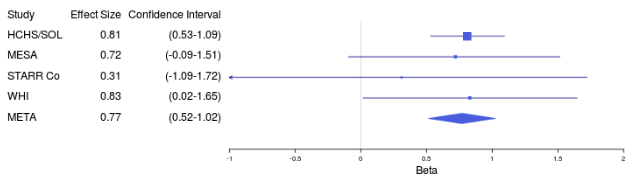 Study Effect Size Confidence Interval
HCHS/SOL 0.81 (0.53-1.09)
MESA 0.72 (-0.09-1.51)
STARR Co 0.31 (-1.09-1.72)
WHI 0.83 (0.02-1.65)
META 0.77 (0.52-1.02)
-1 -0.5 0 0.5 1 1.5 2
Beta